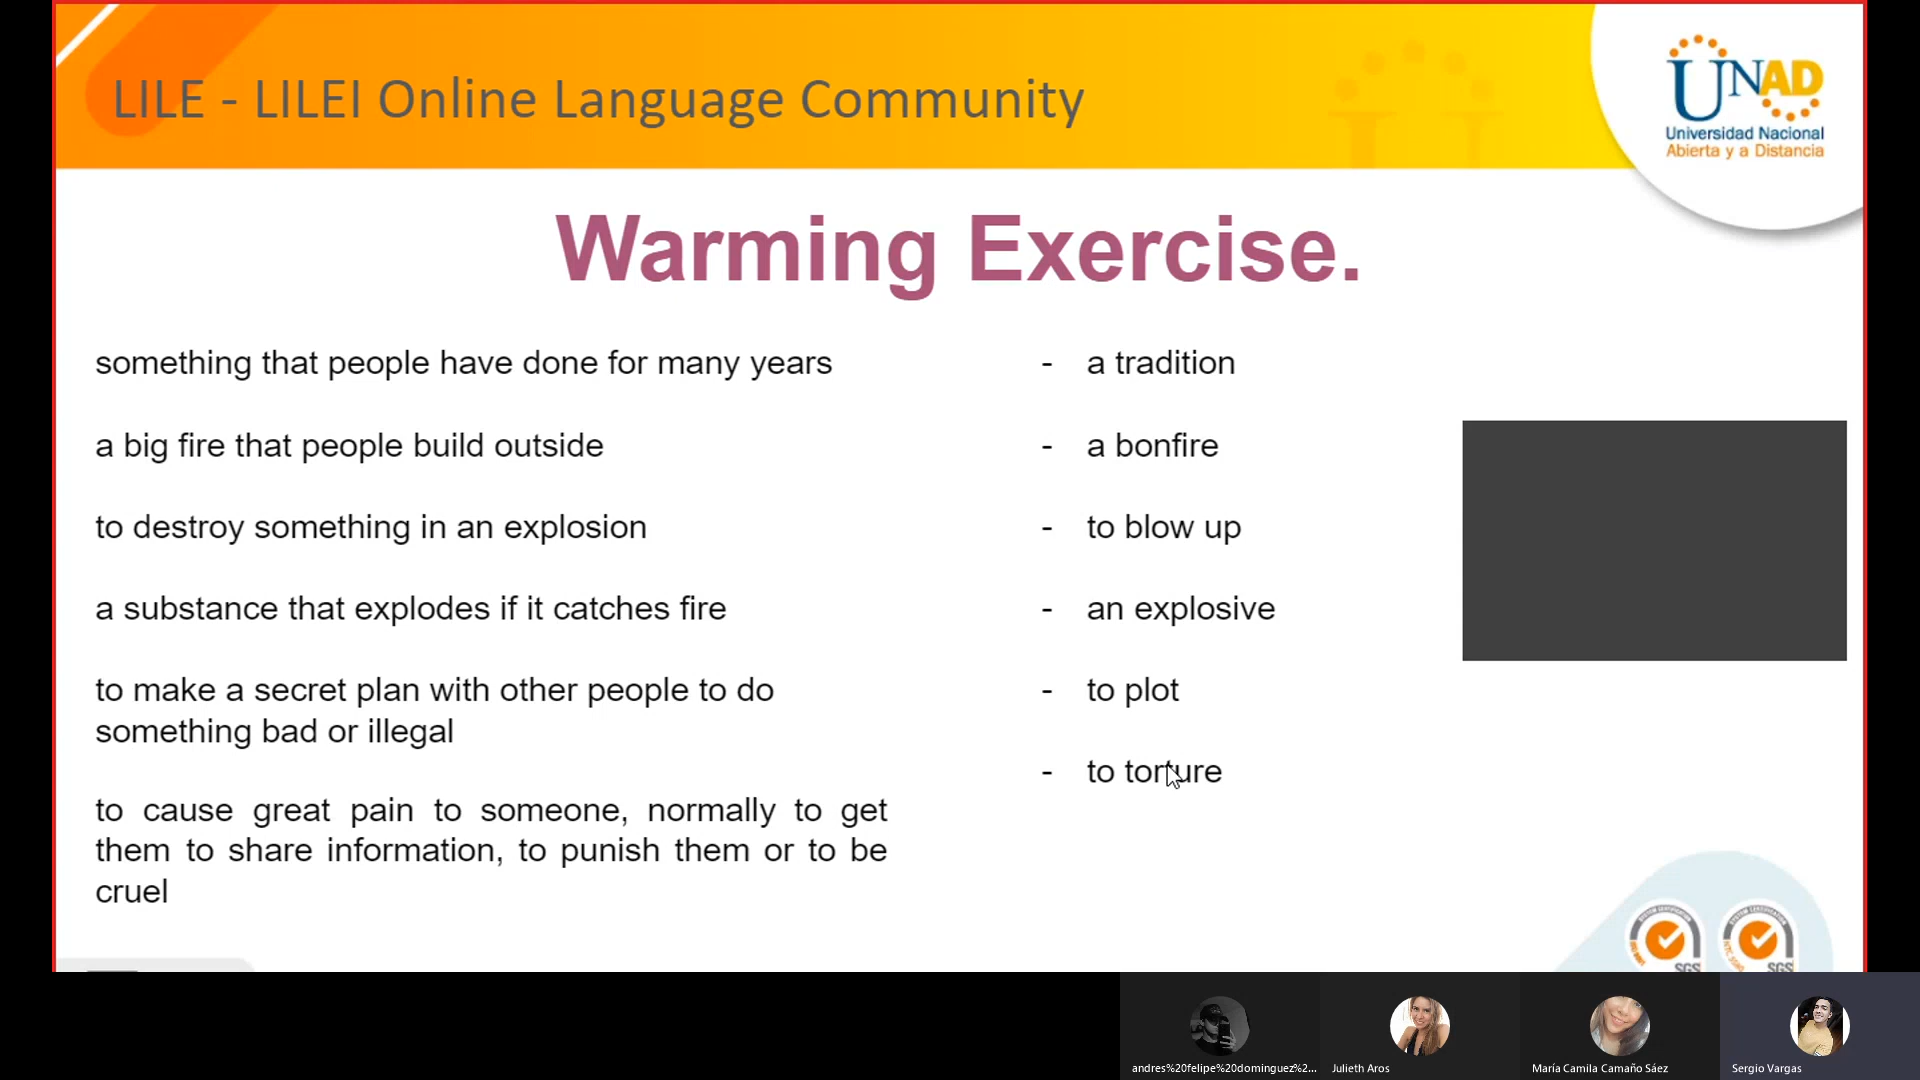 LILE - LILEI Online Language Community
UNAD
Universidad Nacional
Abierta y a Distancia
Warming Exercise.
something that people have done for many years
- a tradition
a big fire that people build outside
- a bonfire
to destroy something in an explosion
- to blow up
a substance that explodes if it catches fire
- an explosive
to make a secret plan with other people to do
something bad or illegal
- to plot
- to torture
to cause great pain to someone, normally to get
them to share information, to punish them or to be
cruel
SGS
SGS
andres%20felipe%20dominguez%2...
Julieth Aros
María Camila Camaño Sáez
Sergio Vargas